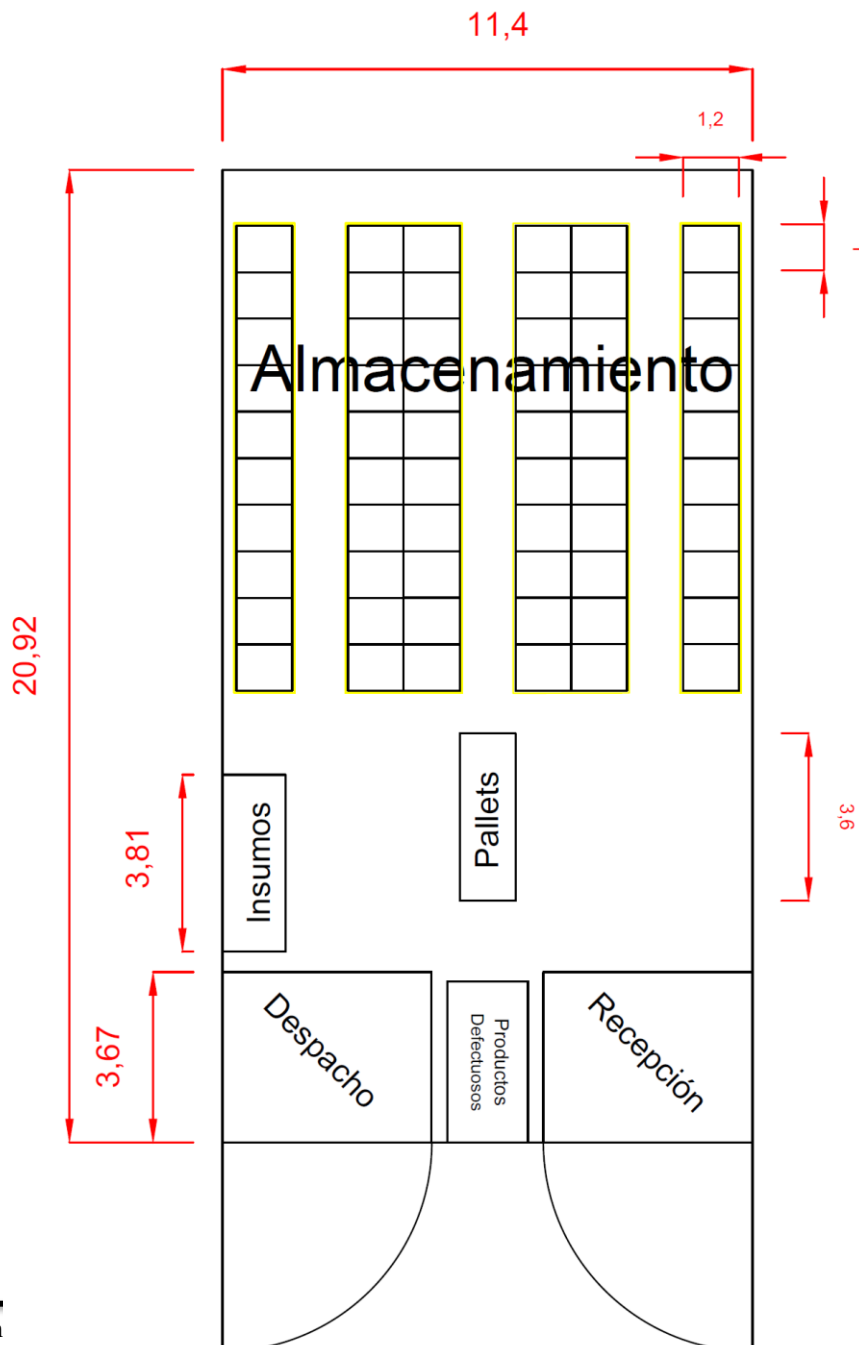 11,4
1,2
Almacenamiento
20,92
Pallets
3,6
Insumos
3,81
Despacho
Productos
Defectuosos
Recepción
3,67